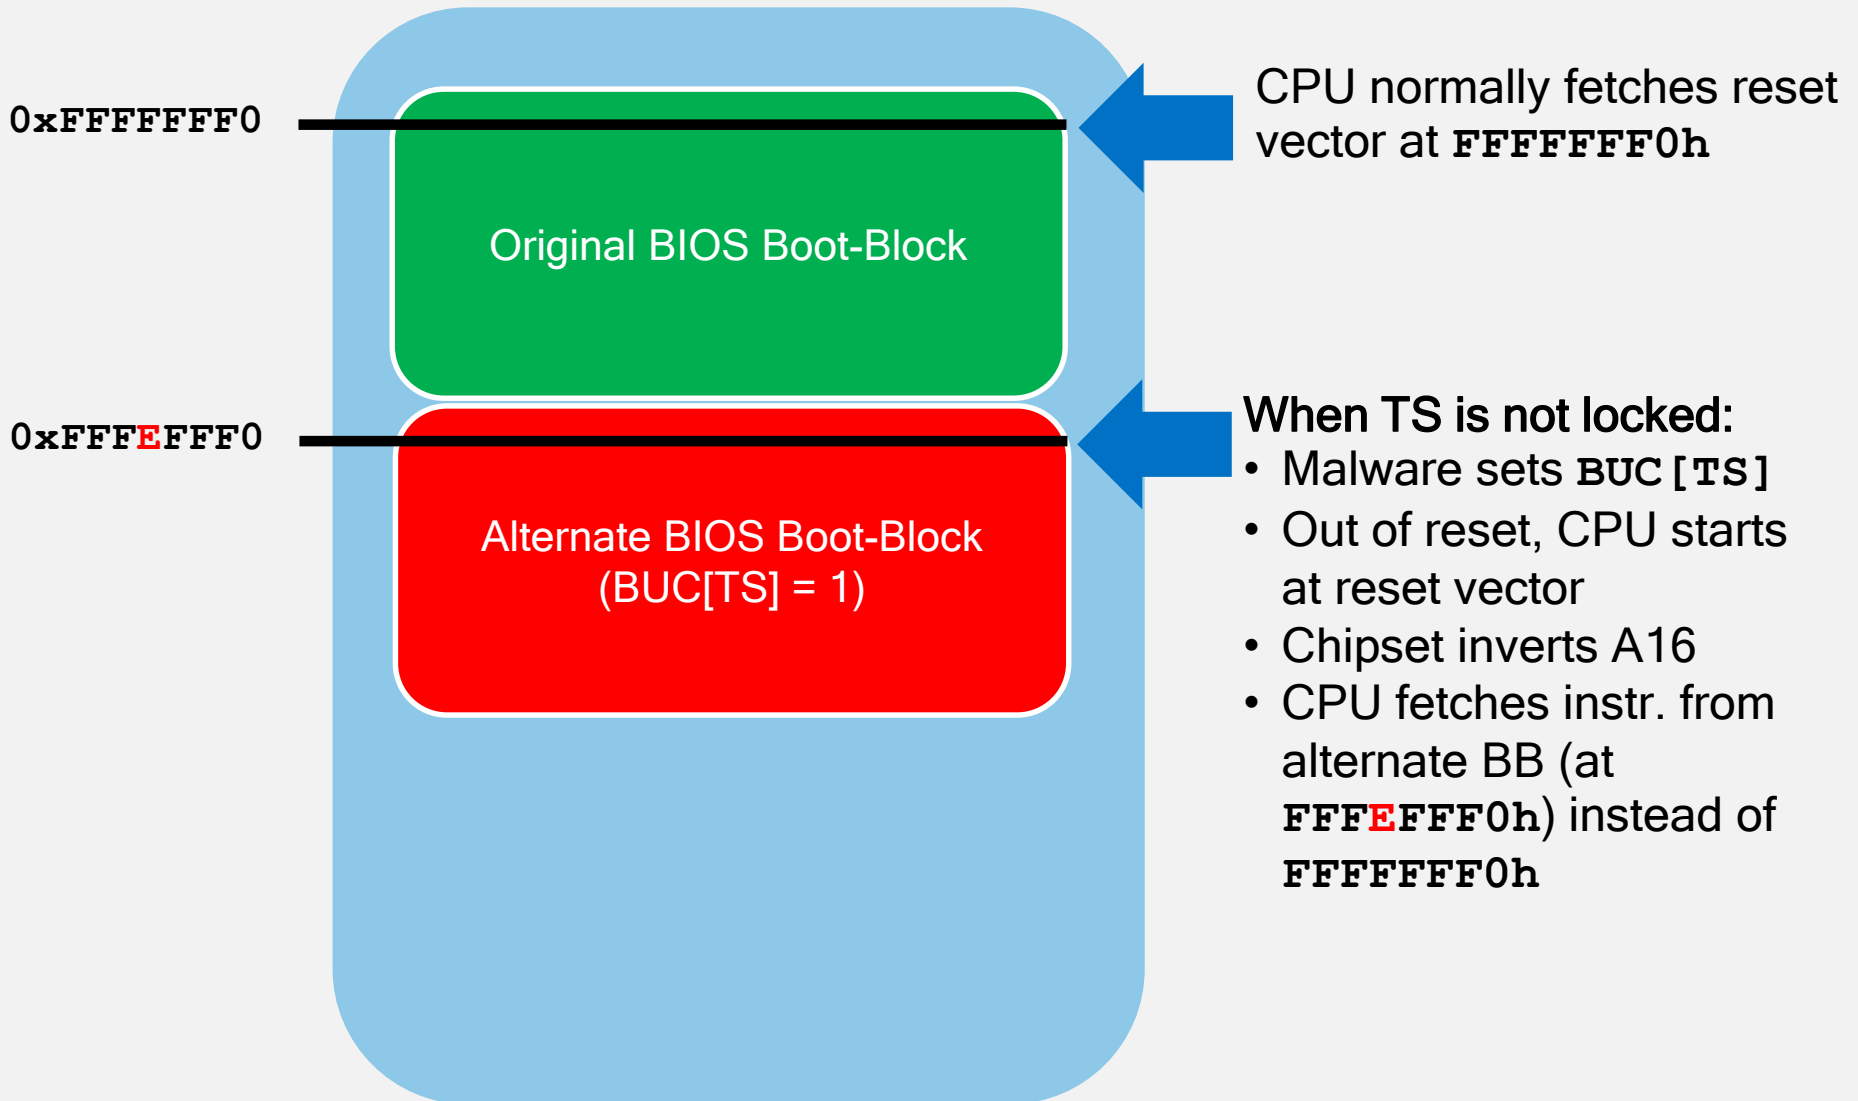 0xFFFFFFF0
CPU normally fetches reset
vector at FFFFFFF0h
Original BIOS Boot-Block
0xFFFEFFF0
Alternate BIOS Boot-Block
(BUC[TS] = 1)
When TS is not locked:
• Malware sets BUC[TS]
• Out of reset, CPU starts
at reset vector
• Chipset inverts A16
• CPU fetches instr. from
alternate BB (at
FFFEFFF0h) instead of
FFFFFFF0h